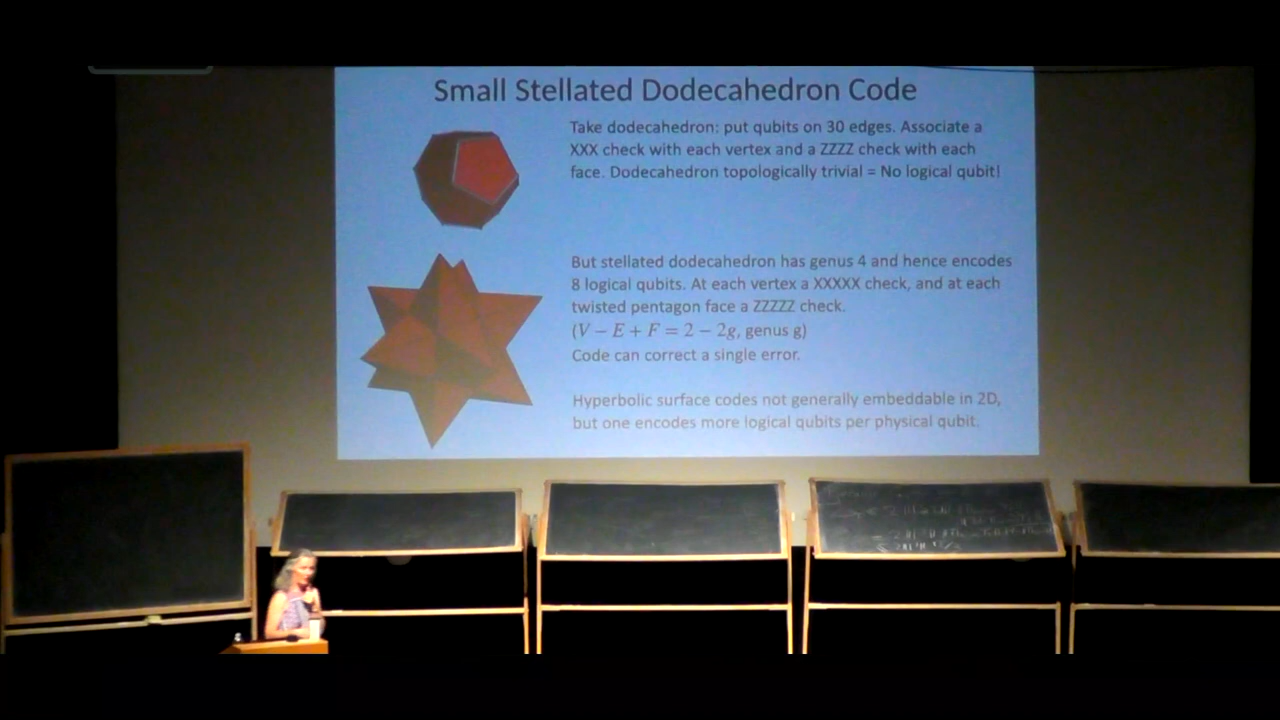 Small Stellated Dodecahedron Code
Take dodecahedron: put qubits on 30 edges. Associate a
XXX check with each vertex and a ZZZZ check with each
face. Dodecahedron topologically trivial = No logical qubit!
But stellated dodecahedron has genus 4 and hence encodes
8 logical qubits. At each vertex a XXXXX check, and at each
twisted pentagon face a ZZZZZ check.
(V − E + F = 2 − 2g, genus g)
Code can correct a single error.
Hyperbolic surface codes not generally embeddable in 2D,
but one encodes more logical qubits per physical qubit.